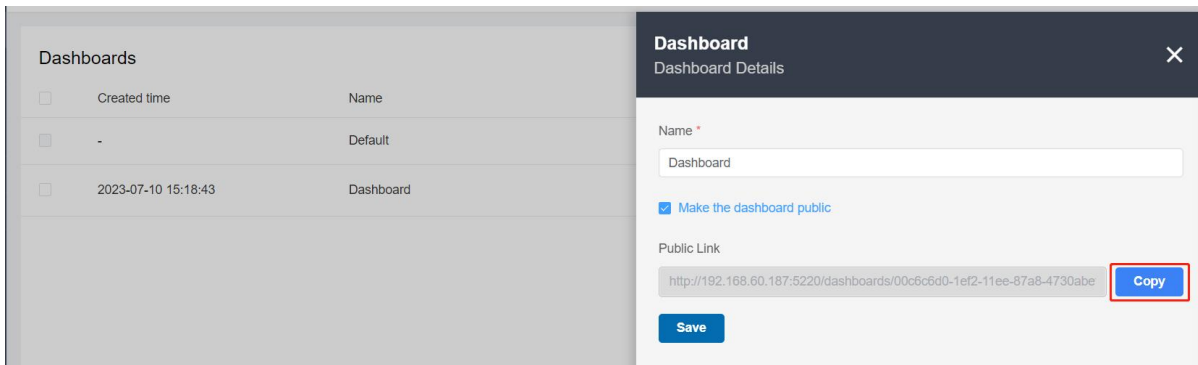 Dashboards
Created time Name
- Default
2023-07-10 15:18:43 Dashboard
Dashboard
Dashboard Details
Name *
Dashboard
Make the dashboard public
Public Link
http://192.168.60.187:5220/dashboards/00c6c6d0-1ef2-11ee-87a8-4730abe
Copy
Save